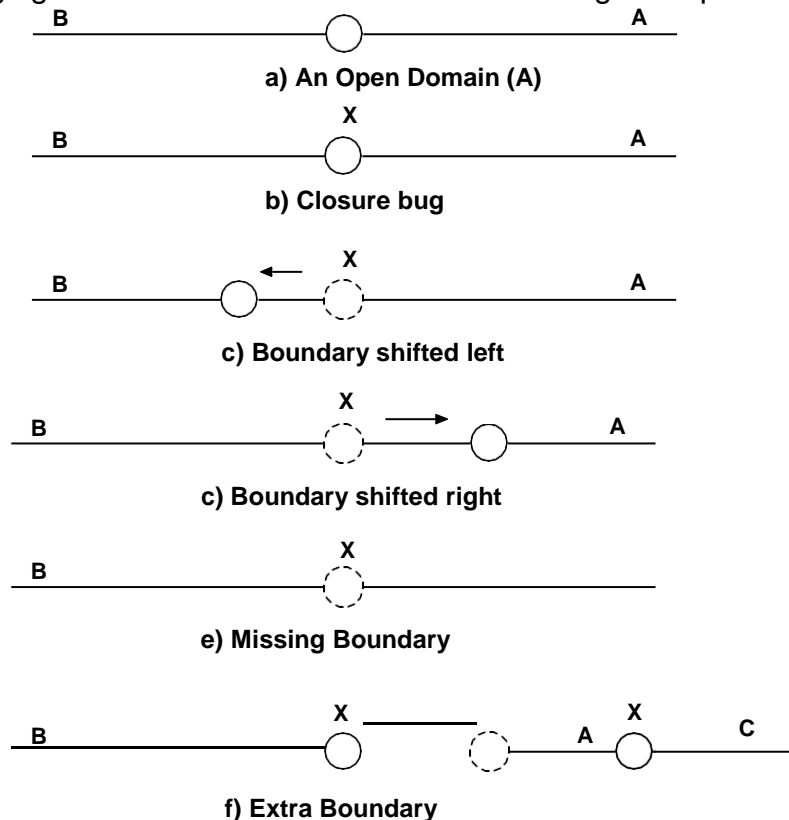 B A
a) An Open Domain (A)
X
B A
b) Closure bug
X
B A
c) Boundary shifted left
X
B A
c) Boundary shifted right
X
B
e) Missing Boundary
X X
B A C
f) Extra Boundary